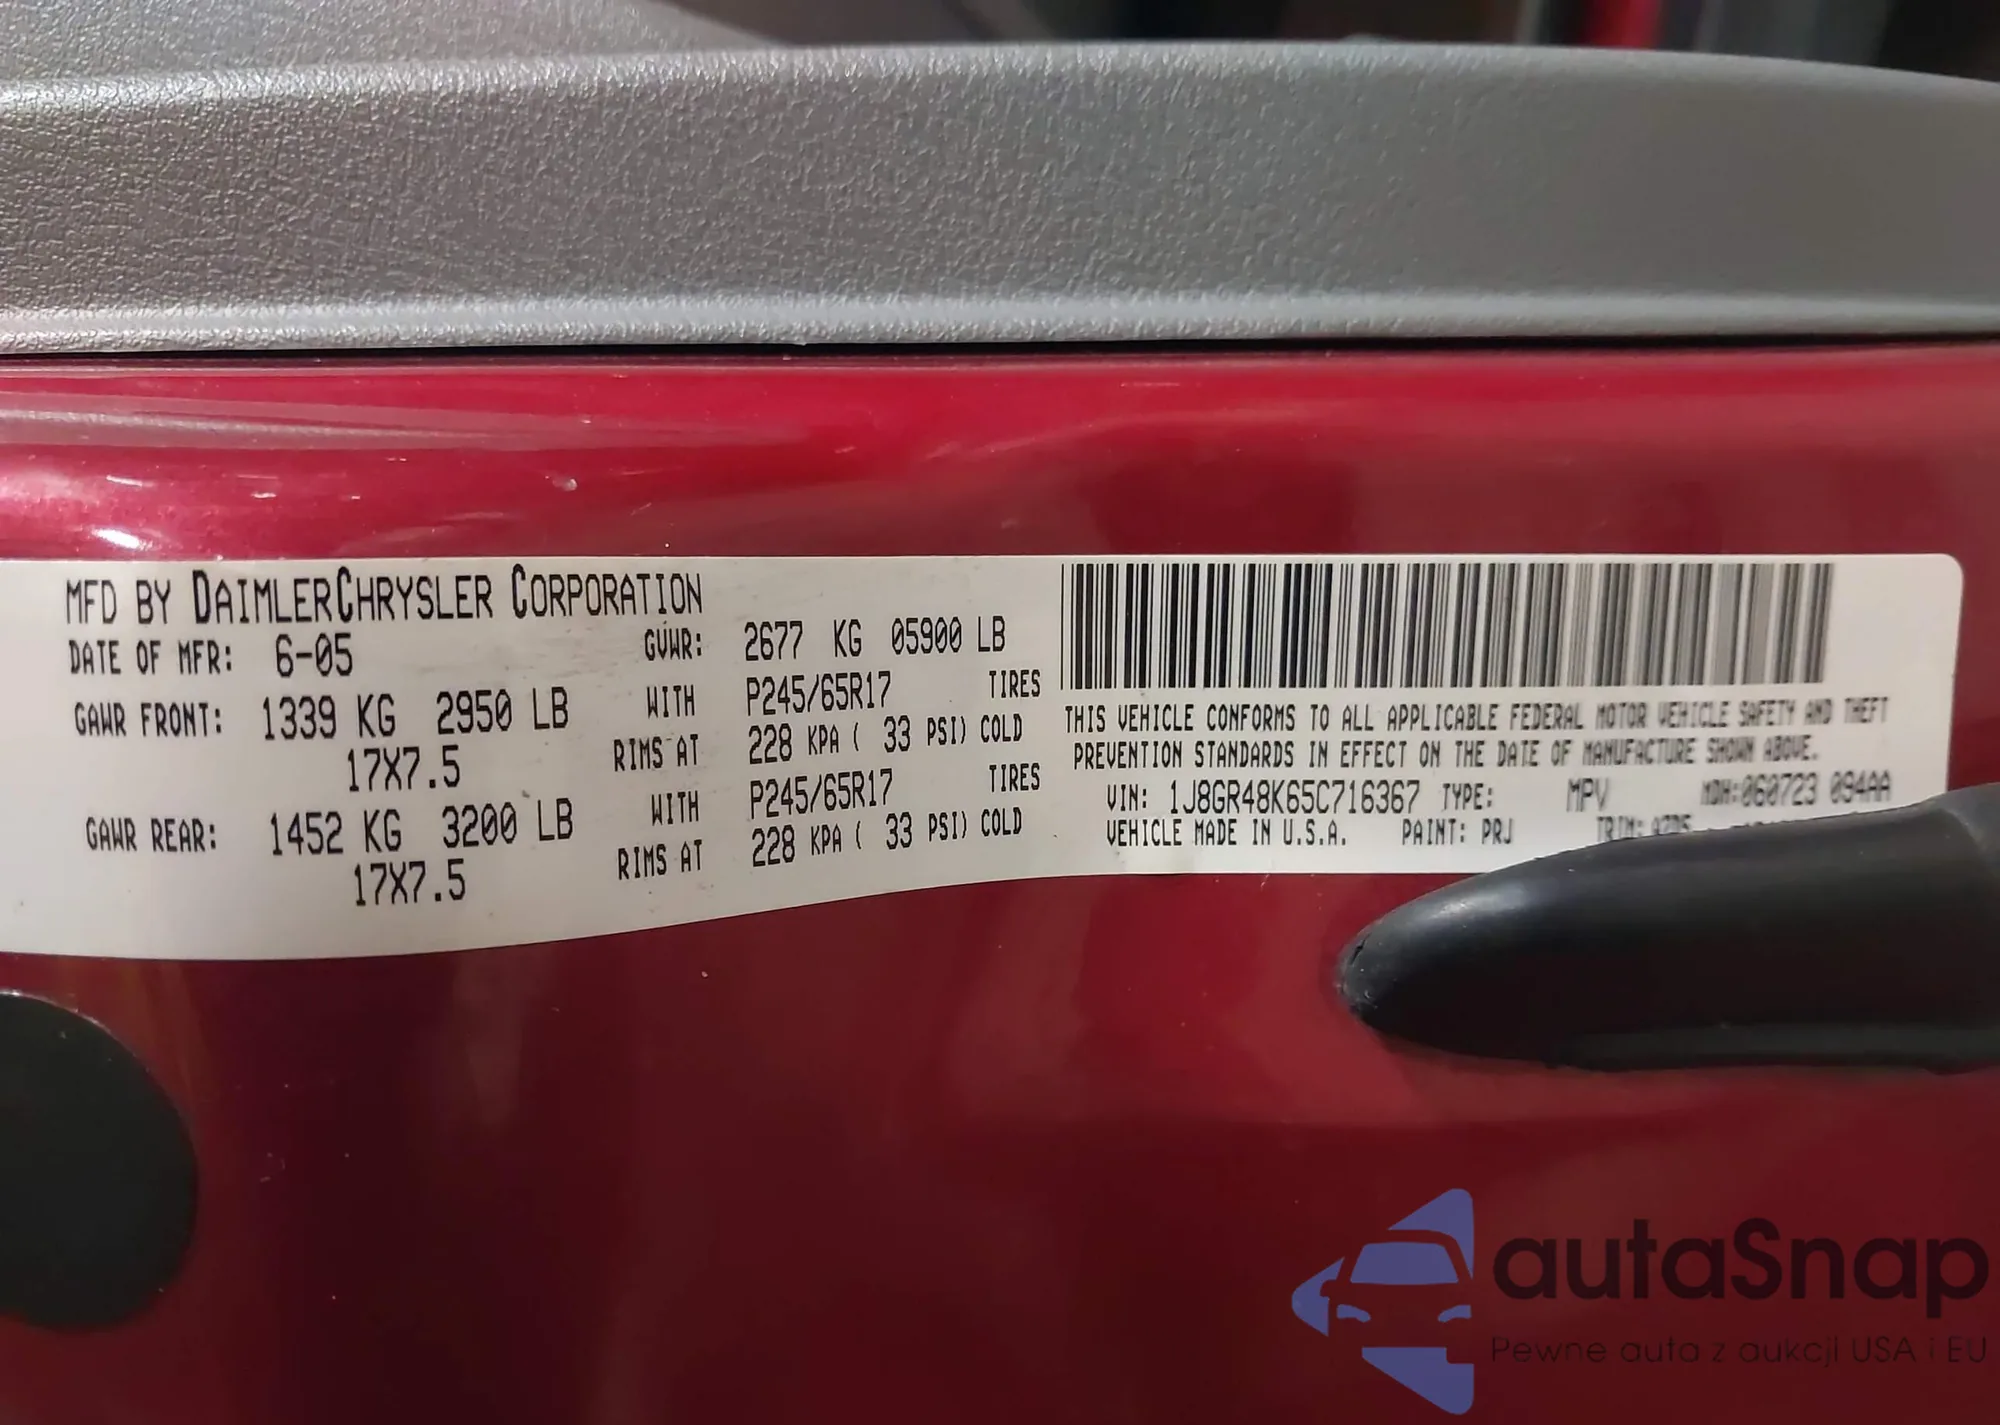 MFD BY DAIMLERCHRYSLER CORPORATION
DATE OF MFR: 6-05 GVWR: 2677 KG 05900 LB
GAWR FRONT: 1339 KG 2950 LB WITH P245/65R17 TIRES
17X7.5 RIMS AT 228 KPA ( 33 PSI) COLD
GAWR REAR: 1452 KG 3200 LB WITH P245/65R17 TIRES
17X7.5 RIMS AT 228 KPA ( 33 PSI) COLD
THIS VEHICLE CONFORMS TO ALL APPLICABLE FEDERAL MOTOR VEHICLE SAFETY AND THEFT
PREVENTION STANDARDS IN EFFECT ON THE DATE OF MANUFACTURE SHOWN ABOVE.
VIN: 1J8GR48K65C716367 TYPE: MPV MDH:060723 094AA
VEHICLE MADE IN U.S.A. PAINT: PRJ TRIM:
autaSnap
Pewne auta z aukcji USA i EU